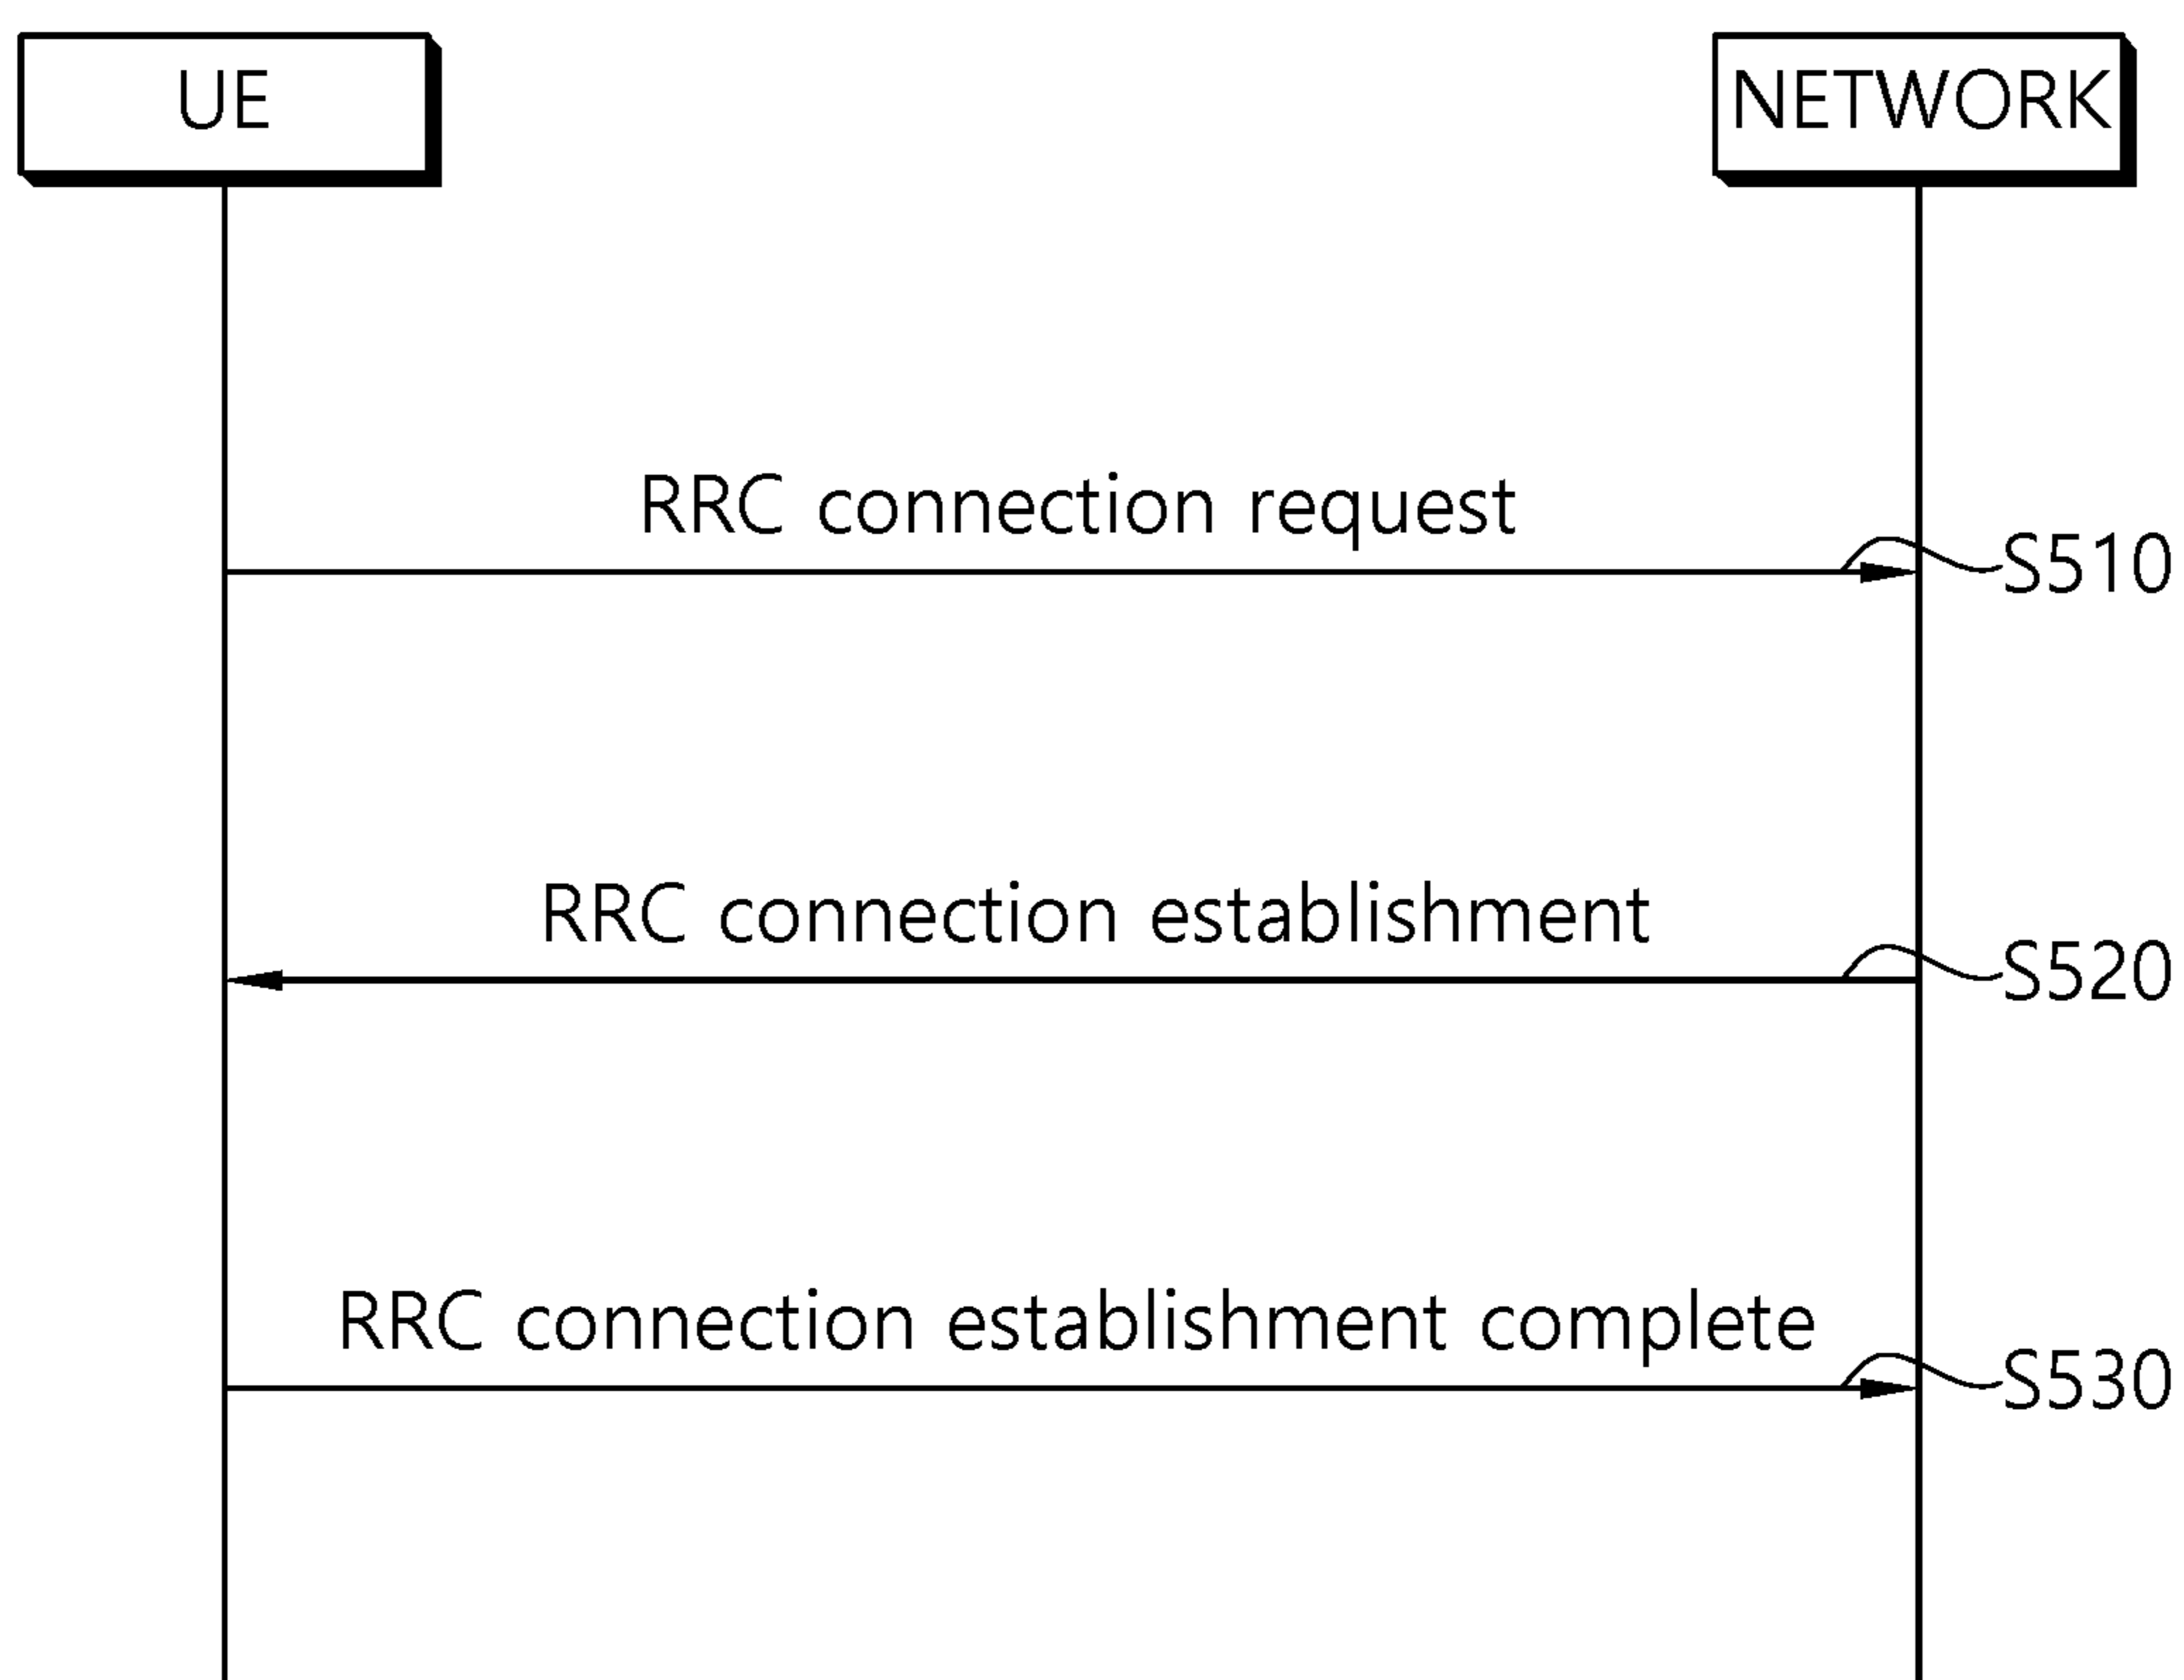 UE
NETWORK
RRC connection request
S510
RRC connection establishment
S520
RRC connection establishment complete
S530